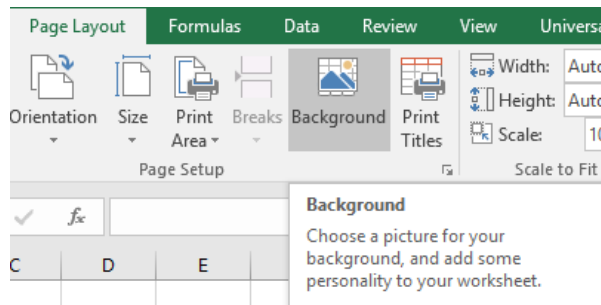 Page Layout Formulas Data Review View
Orientation Size Print Area Breaks Background Print Titles
Width:
Height:
Scale:
Page Setup Scale to Fit
fx
C D E
Background
Choose a picture for your
background, and add some
personality to your worksheet.